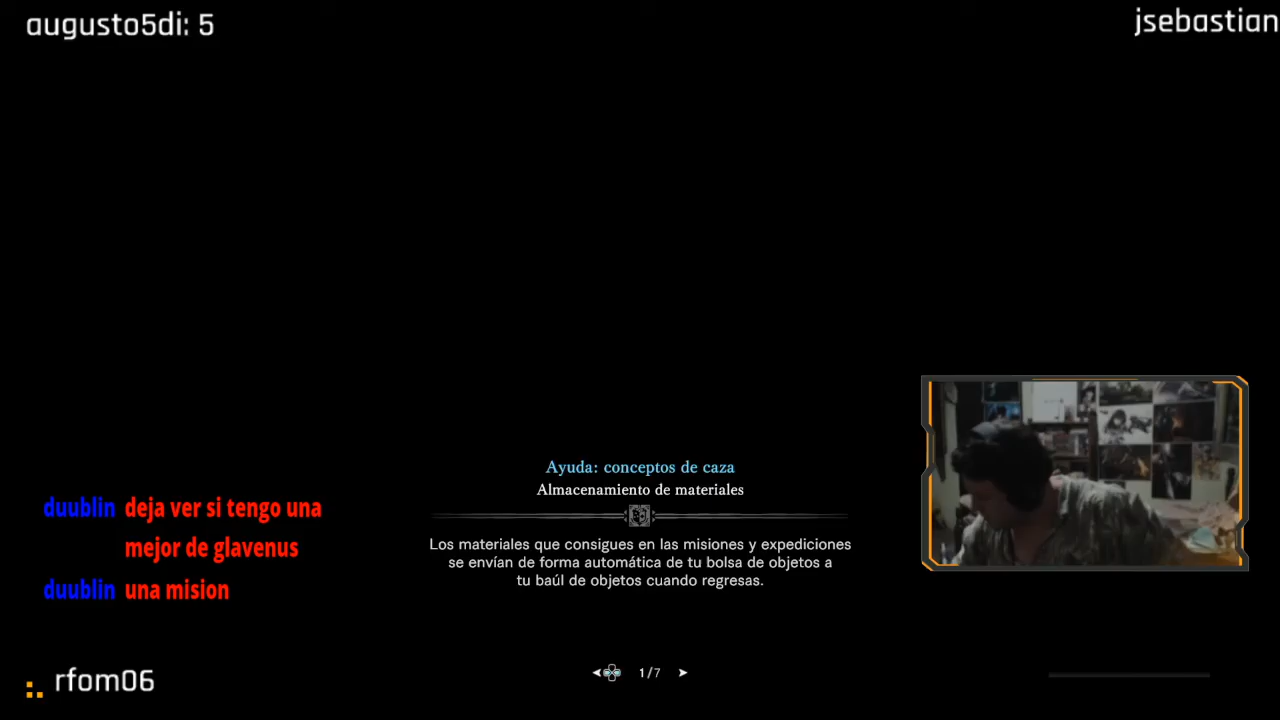 augusto5di: 5
jsebastian
Ayuda: conceptos de caza
Almacenamiento de materiales
Los materiales que consigues en las misiones y expediciones
se envían de forma automática de tu bolsa de objetos a
tu baúl de objetos cuando regresas.
duublin deja ver si tengo una
mejor de glavenus
duublin una mision
rfom06
1/7